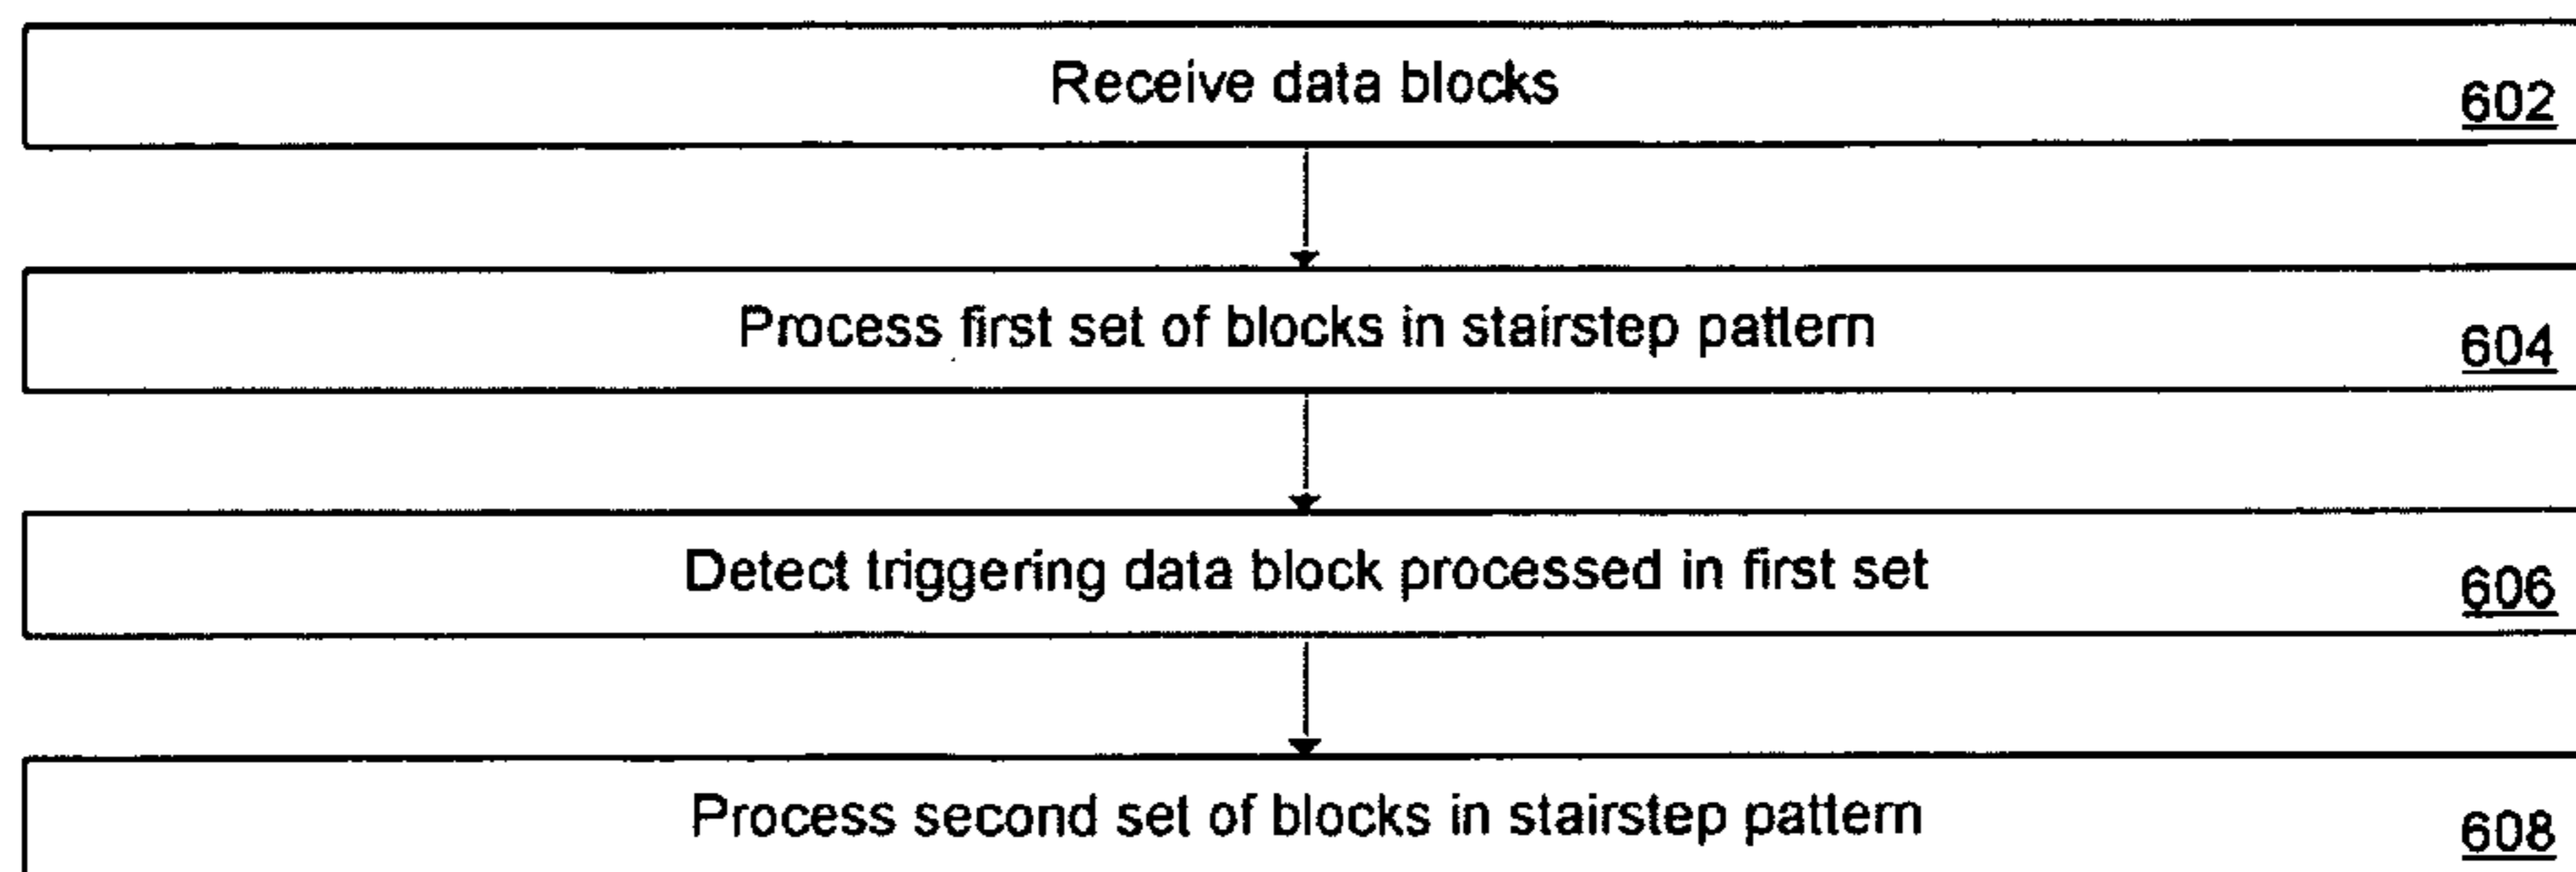 Receive data blocks
602
Process first set of blocks in stairstep pattern
604
Detect triggering data block processed in first set
606
Process second set of blocks in stairstep pattern
608